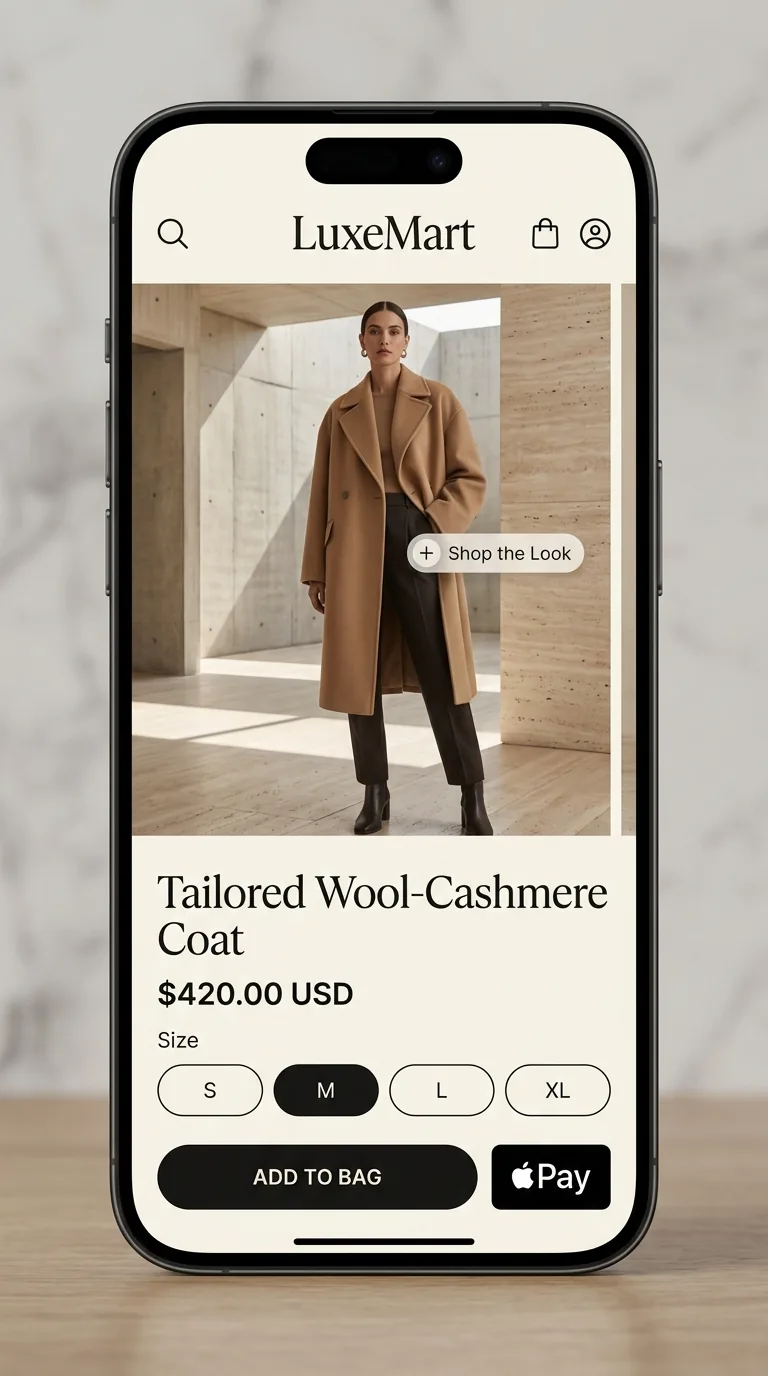 LuxeMart
+ Shop the Look
Tailored Wool-Cashmere
Coat
$420.00 USD
Size
S M L XL
ADD TO BAG Pay